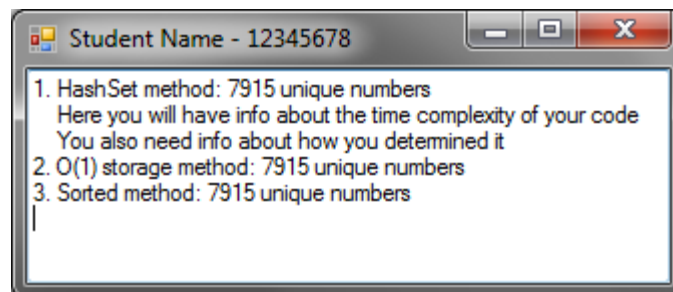 Student Name - 12345678
1. HashSet method: 7915 unique numbers
Here you will have info about the time complexity of your code
You also need info about how you determined it
2. O(1) storage method: 7915 unique numbers
3. Sorted method: 7915 unique numbers